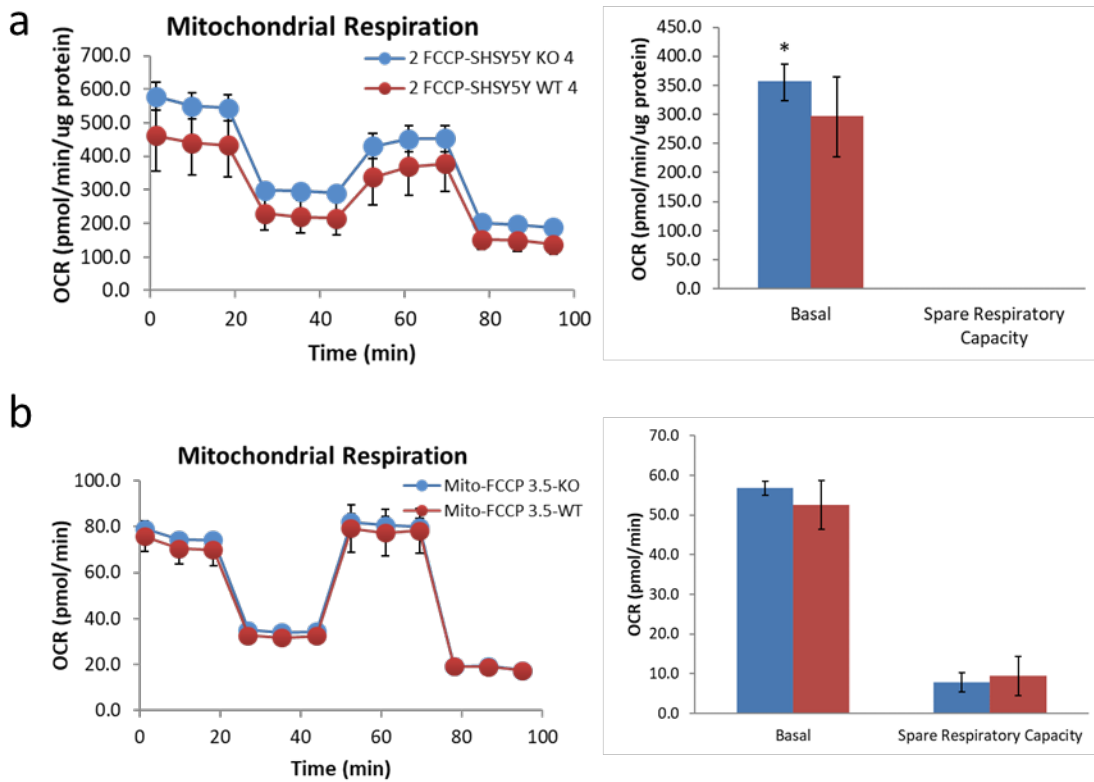 a
Mitochondrial Respiration
2 FCCP-SHSY5Y KO 4
2 FCCP-SHSY5Y WT 4
OCR (pmol/min/ug protein)
700.0
600.0
500.0
400.0
300.0
200.0
100.0
0.0
0 20 40 60 80 100
Time (min)
*
OCR (pmol/min/ug protein)
450.0
400.0
350.0
300.0
250.0
200.0
150.0
100.0
50.0
0.0
Basal
Spare Respiratory
Capacity
b
Mitochondrial Respiration
Mito-FCCP 3.5-KO
Mito-FCCP 3.5-WT
OCR (pmol/min)
100.0
80.0
60.0
40.0
20.0
0.0
0 20 40 60 80 100
Time (min)
OCR (pmol/min)
70.0
60.0
50.0
40.0
30.0
20.0
10.0
0.0
Basal
Spare Respiratory Capacity